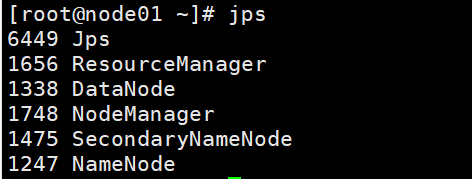 [root@node01 ~]# jps
6449 Jps
1656 ResourceManager
1338 DataNode
1748 NodeManager
1475 SecondaryNameNode
1247 NameNode